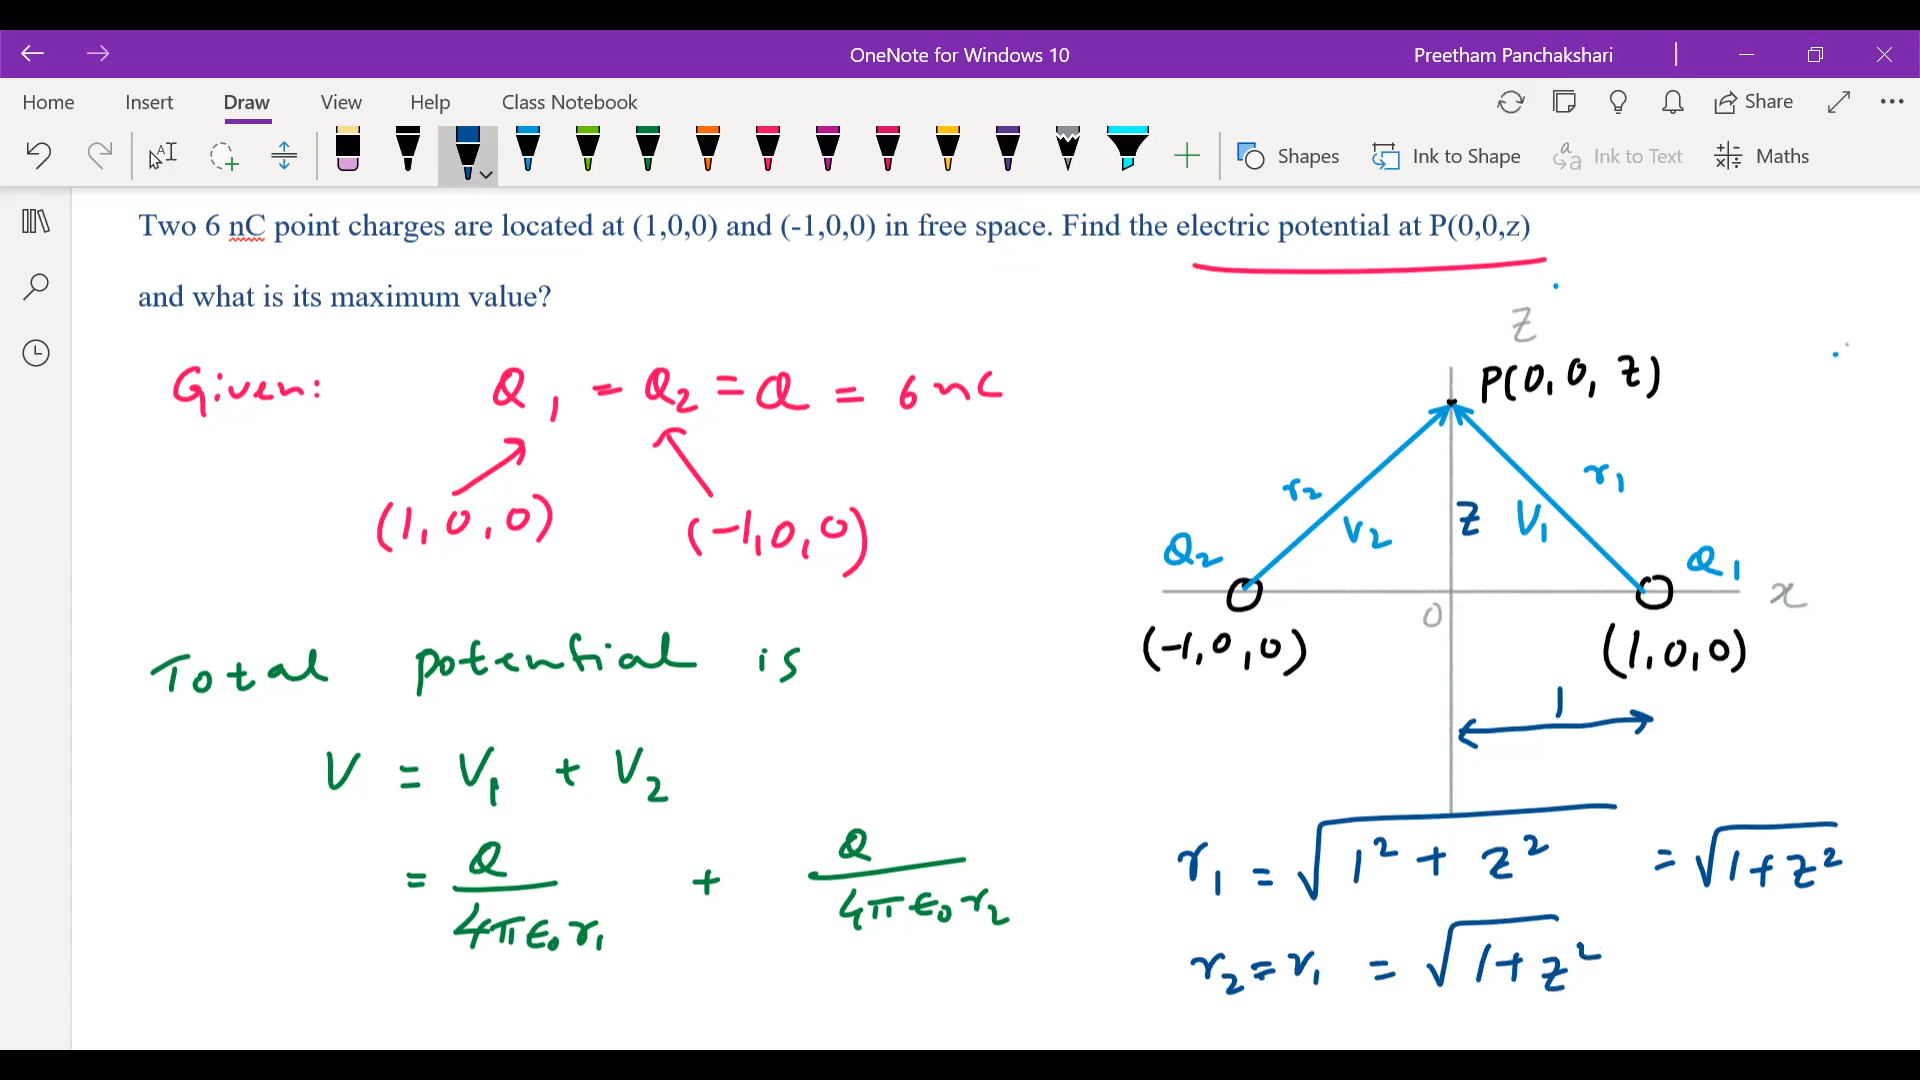 OneNote for Windows 10
Preetham Panchakshari
Home Insert Draw View Help Class Notebook Share
Shapes Ink to Shape Ink to Text Maths
Two 6 nC point charges are located at (1,0,0) and (-1,0,0) in free space. Find the electric potential at P(0,0,z)
and what is its maximum value?
Given: Q₁ = Q₂ = Q = 6 nC
(1, 0, 0) (-1, 0, 0)
Total potential is
V = V₁ + V₂
= Q/4πε₀r₁ + Q/4πε₀r₂
z
P(0, 0, z)
r₂ r₁
V₂ z V₁
Q₂ Q₁
0 x
(-1, 0, 0) (1, 0, 0)
1
r₁ = √1² + z² = √1+z²
r₂ = r₁ = √1+z²